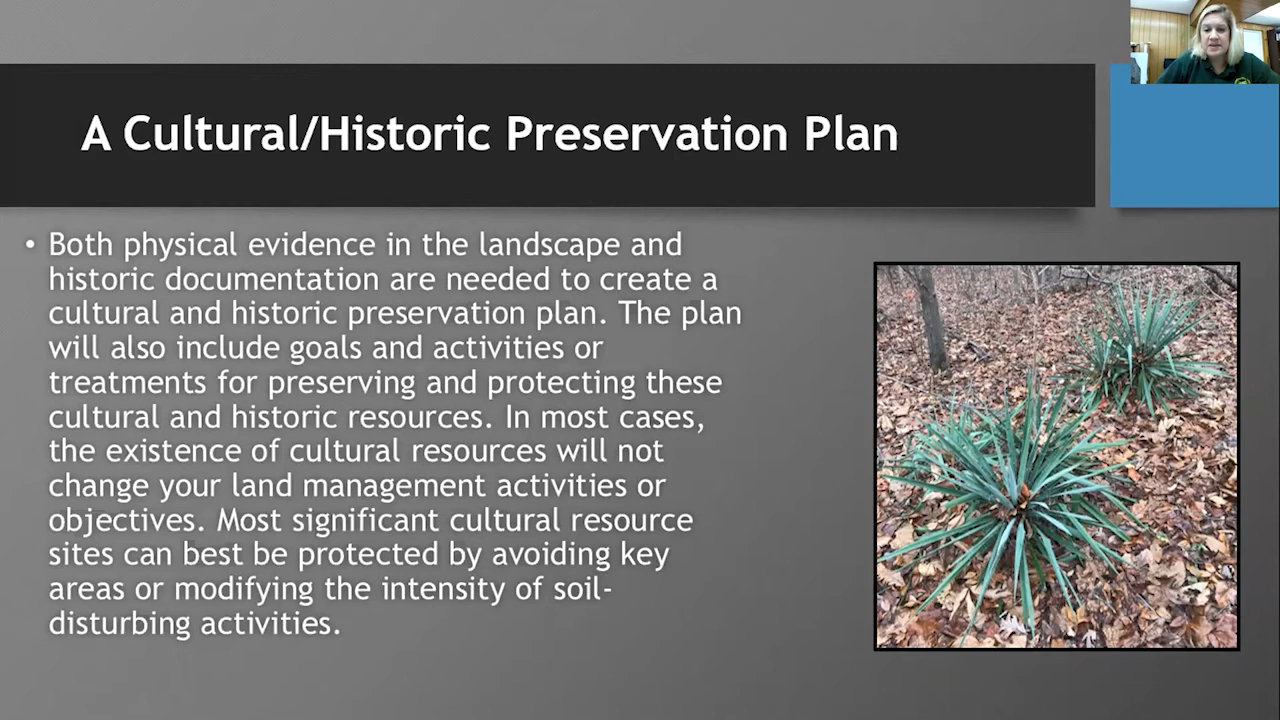 A Cultural/Historic Preservation Plan
• Both physical evidence in the landscape and
historic documentation are needed to create a
cultural and historic preservation plan. The plan
will also include goals and activities or
treatments for preserving and protecting these
cultural and historic resources. In most cases,
the existence of cultural resources will not
change your land management activities or
objectives. Most significant cultural resource
sites can best be protected by avoiding key
areas or modifying the intensity of soil-
disturbing activities.